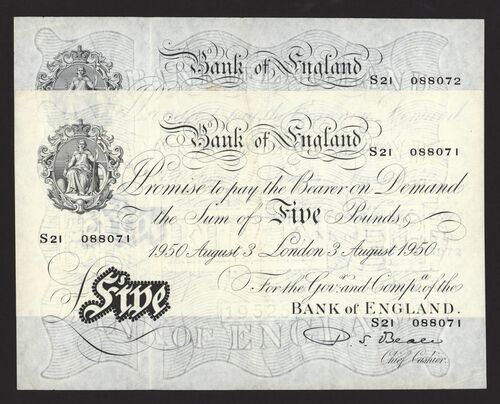 Bank of England
S21 088072
Bank of England
S21 088071
Promise to pay the Bearer on Demand
the Sum of Five Pounds
S21 088071
1950 August 3 London 3 August 1950
For the Govr. and Compa. of the
BANK of ENGLAND.
Five
S21 088071
P. S. Beale
Chief Cashier.